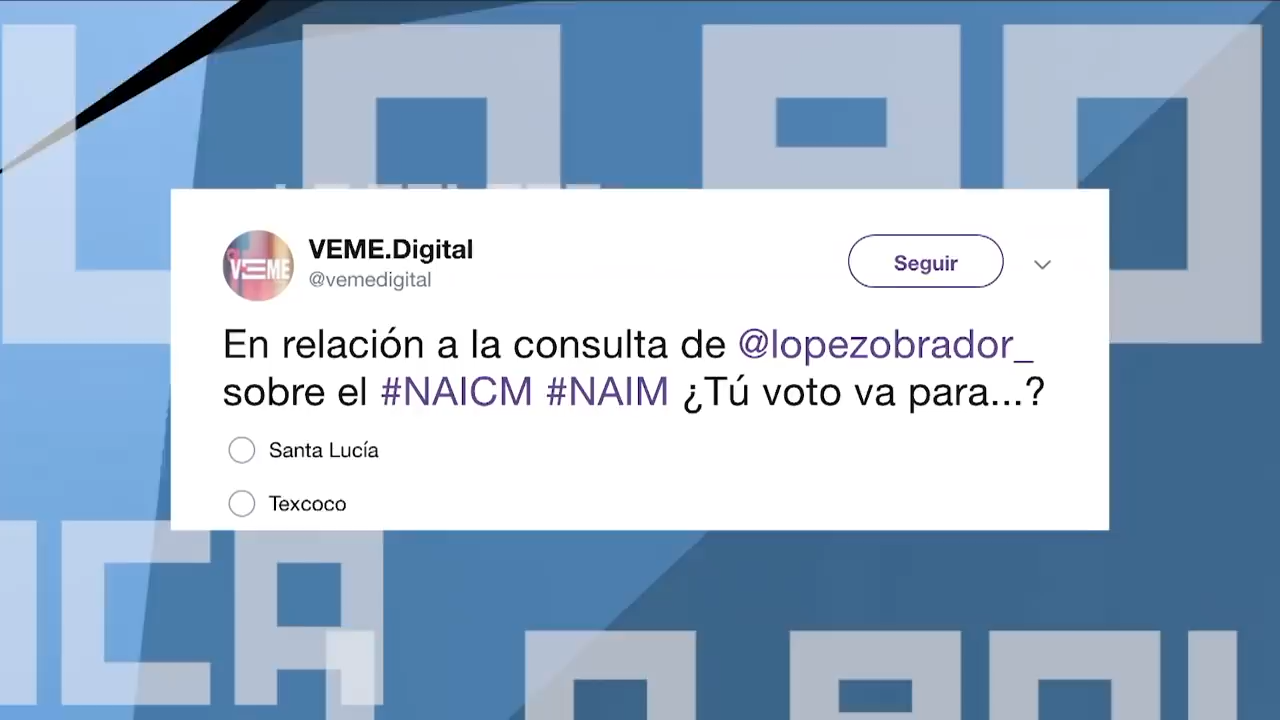 VEME.Digital
VEME
@vemedigital
Seguir
En relación a la consulta de @lopezobrador_
sobre el #NAICM #NAIM ¿Tú voto va para...?
Santa Lucía
Texcoco